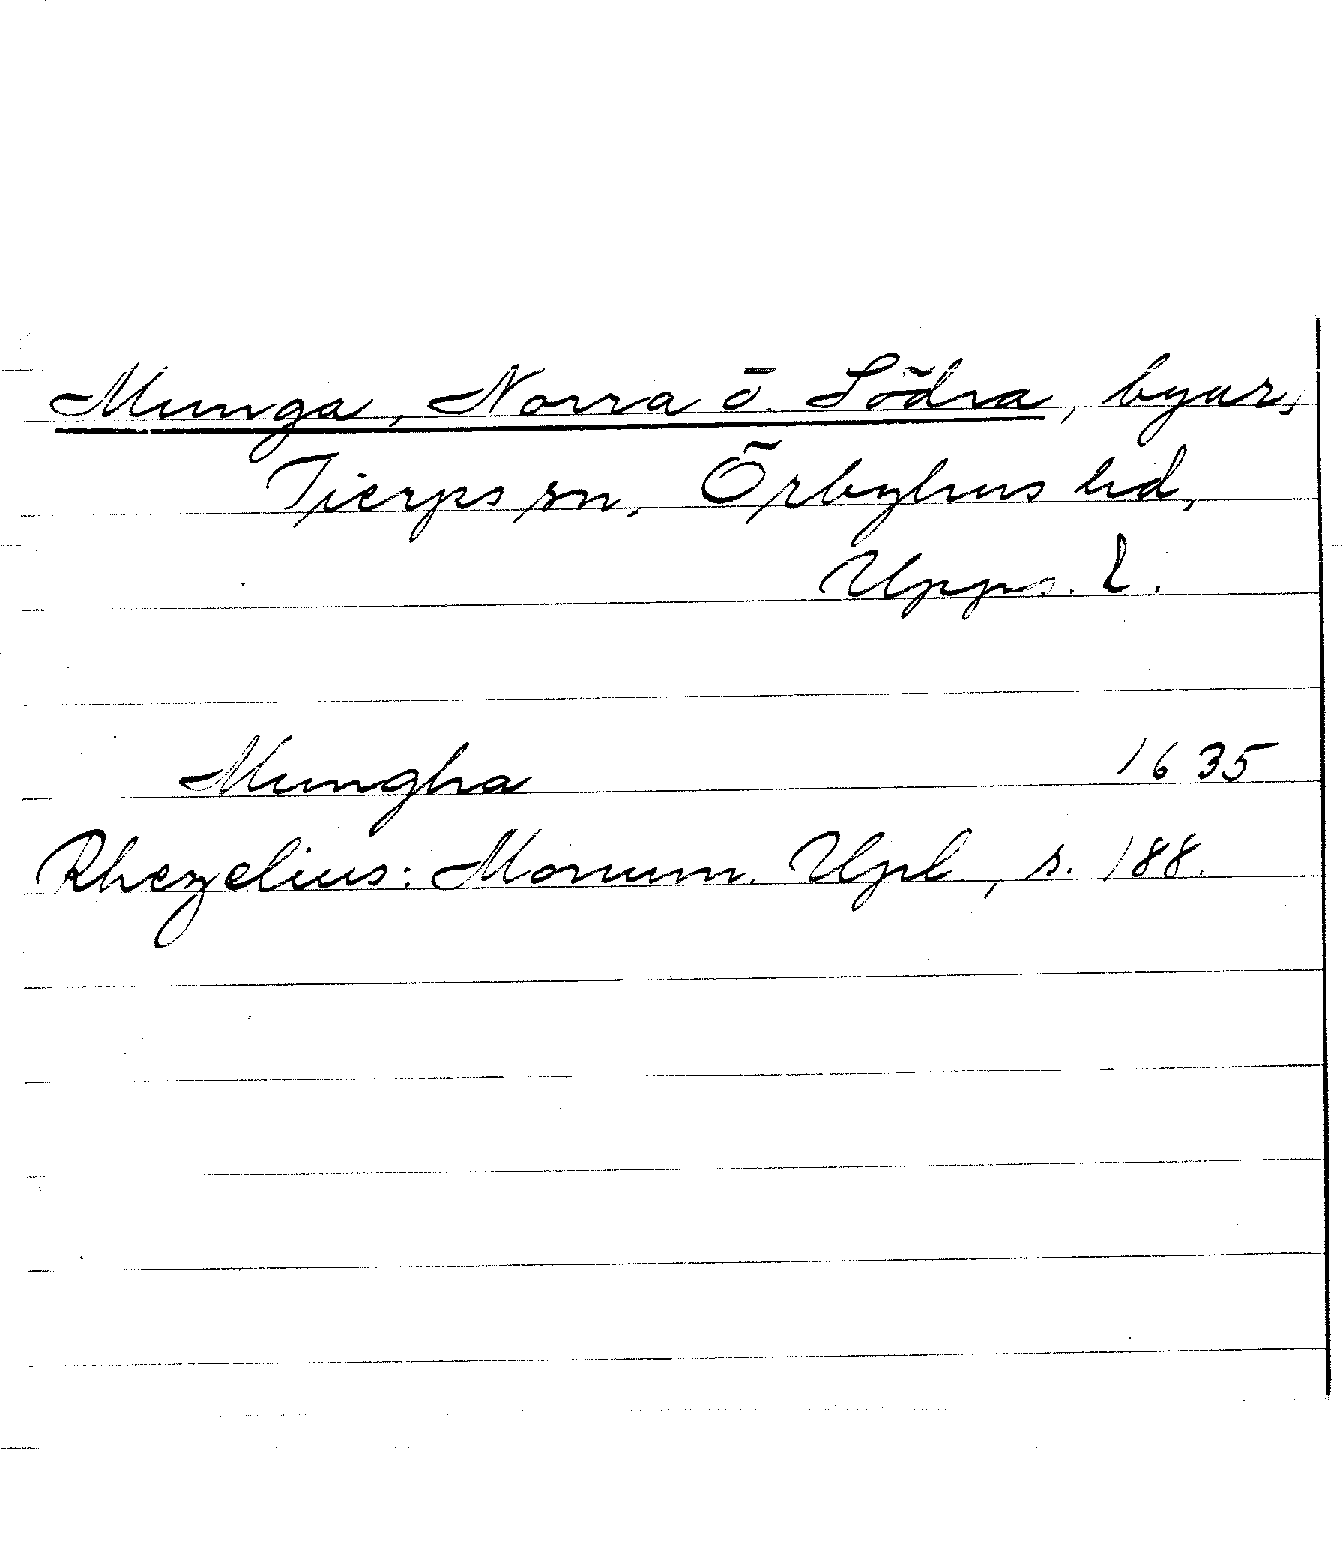 Munga, Norra o. Södra, byar,
Tierps sn, Örbyhus hd,
Upps. l.
Mungha 1635
Rhezelius: Monum. Upl., s. 188.